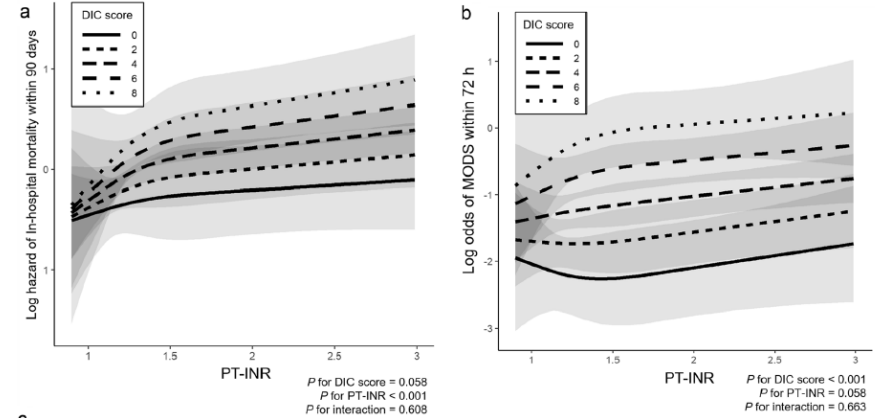 a
DIC score
0
2
4
6
8
Log hazard of In-hospital mortality within 90 days
1
0
1
1
1.5
2
2.5
3
PT-INR
P for DIC score = 0.058
P for PT-INR < 0.001
P for interaction = 0.608
b
DIC score
0
2
4
6
8
Log odds of MODS within 72 h
1
0
-1
-2
-3
1
1.5
2
2.5
3
PT-INR
P for DIC score < 0.001
P for PT-INR = 0.058
P for interaction = 0.663